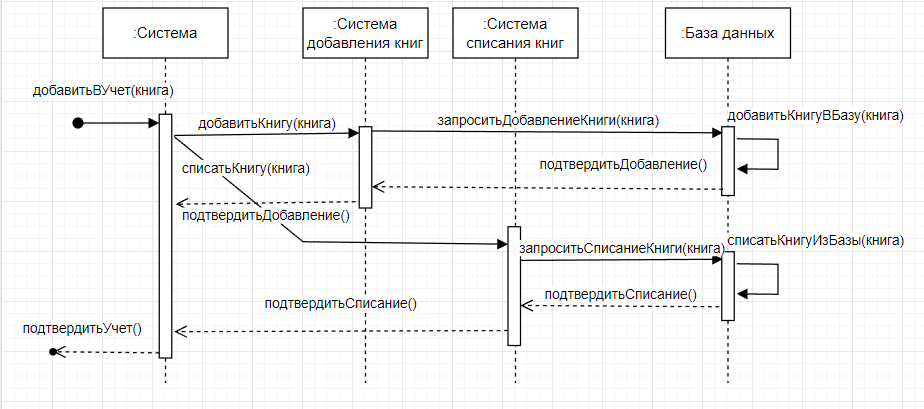 :Система
:Система
добавления книг
:Система
списания книг
:База данных
добавитьВУчет(книга)
добавитьКнигу(книга)
запроситьДобавлениеКниги(книга)
добавитьКнигуВБазу(книга)
списатьКнигу(книга)
подтвердитьДобавление()
подтвердитьДобавление()
запроситьСписаниеКниги(книга)
списатьКнигуИзБазы(книга)
подтвердитьСписание()
подтвердитьСписание()
подтвердитьУчет()